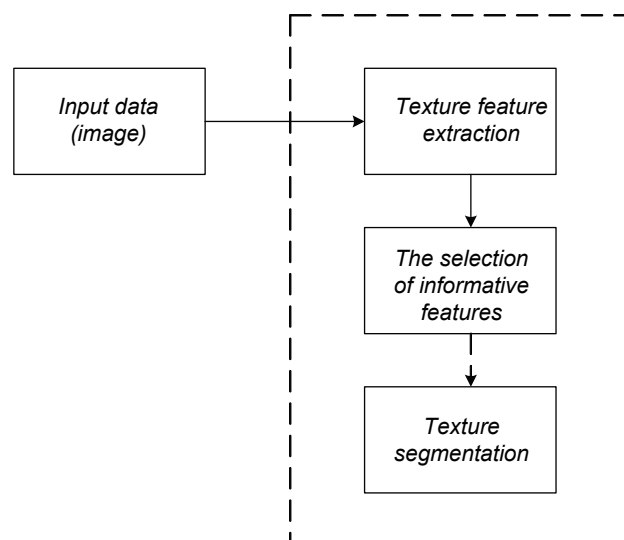 Input data
(image)
Texture feature
extraction
The selection
of informative
features
Texture
segmentation